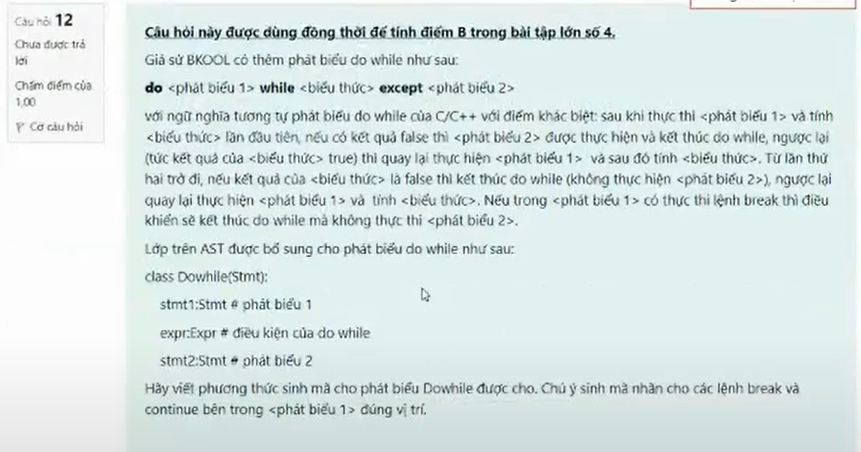 Câu hỏi 12
Chưa được trả
lời
Chấm điểm của
1,00
Cờ câu hỏi
Câu hỏi này được dùng đồng thời để tính điểm B trong bài tập lớn số 4.
Giả sử BKOOL có thêm phát biểu do while như sau:
do <phát biểu 1> while <biểu thức> except <phát biểu 2>
với ngữ nghĩa tương tự phát biểu do while của C/C++ với điểm khác biệt: sau khi thực thi <phát biểu 1> và tính
<biểu thức> lần đầu tiên, nếu có kết quả false thì <phát biểu 2> được thực hiện và kết thúc do while, ngược lại
(tức kết quả của <biểu thức> true) thì quay lại thực hiện <phát biểu 1> và sau đó tính <biểu thức>. Từ lần thứ
hai trở đi, nếu kết quả của <biểu thức> là false thì kết thúc do while (không thực hiện <phát biểu 2>), ngược lại
quay lại thực hiện <phát biểu 1> và tính <biểu thức>. Nếu trong <phát biểu 1> có thực thi lệnh break thì điều
khiển sẽ kết thúc do while mà không thực thi <phát biểu 2>.
Lớp trên AST được bổ sung cho phát biểu do while như sau:
class Dowhile(Stmt):
stmt1:Stmt # phát biểu 1
expr:Expr # điều kiện của do while
stmt2:Stmt # phát biểu 2
Hãy viết phương thức sinh mã cho phát biểu Dowhile được cho. Chú ý sinh mã nhãn cho các lệnh break và
continue bên trong <phát biểu 1> đúng vị trí.